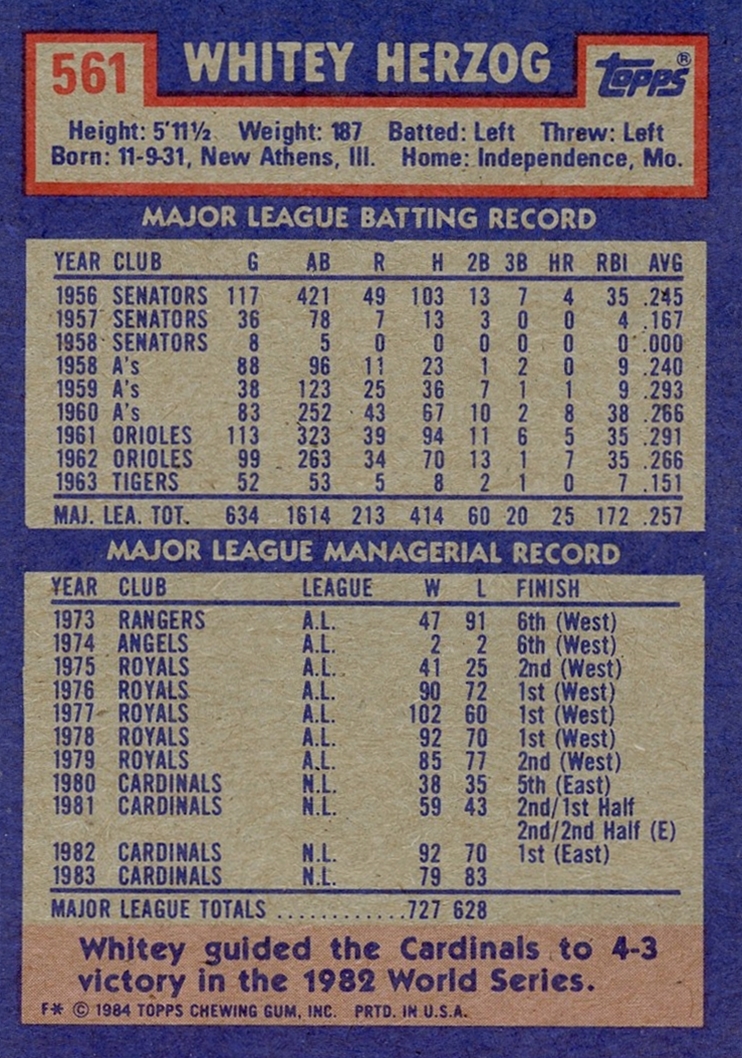 561 WHITEY HERZOG topps®
Height: 5'11½ Weight: 187 Batted: Left Threw: Left
Born: 11-9-31, New Athens, Ill. Home: Independence, Mo.
MAJOR LEAGUE BATTING RECORD
YEAR CLUB G AB R H 2B 3B HR RBI AVG
1956 SENATORS 117 421 49 103 13 7 4 35 .245
1957 SENATORS 36 78 7 13 3 0 0 4 .167
1958 SENATORS 8 5 0 0 0 0 0 0 .000
1958 A's 88 96 11 23 1 2 0 9 .240
1959 A's 38 123 25 36 7 1 1 9 .293
1960 A's 83 252 43 67 10 2 8 38 .266
1961 ORIOLES 113 323 39 94 11 6 5 35 .291
1962 ORIOLES 99 263 34 70 13 1 7 35 .266
1963 TIGERS 52 53 5 8 2 1 0 7 .151
MAJ. LEA. TOT. 634 1614 213 414 60 20 25 172 .257
MAJOR LEAGUE MANAGERIAL RECORD
YEAR CLUB LEAGUE W L FINISH
1973 RANGERS A.L. 47 91 6th (West)
1974 ANGELS A.L. 2 2 6th (West)
1975 ROYALS A.L. 41 25 2nd (West)
1976 ROYALS A.L. 90 72 1st (West)
1977 ROYALS A.L. 102 60 1st (West)
1978 ROYALS A.L. 92 70 1st (West)
1979 ROYALS A.L. 85 77 2nd (West)
1980 CARDINALS N.L. 38 35 5th (East)
1981 CARDINALS N.L. 59 43 2nd/1st Half
2nd/2nd Half (E)
1982 CARDINALS N.L. 92 70 1st (East)
1983 CARDINALS N.L. 79 83
MAJOR LEAGUE TOTALS ............727 628
Whitey guided the Cardinals to 4-3
victory in the 1982 World Series.
F* © 1984 TOPPS CHEWING GUM, INC. PRTD. IN U.S.A.